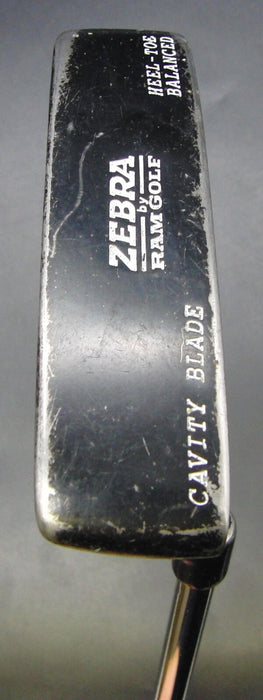 HEEL-TOE
BALANCED
ZEBRA
by
RAM GOLF
CAVITY BLADE